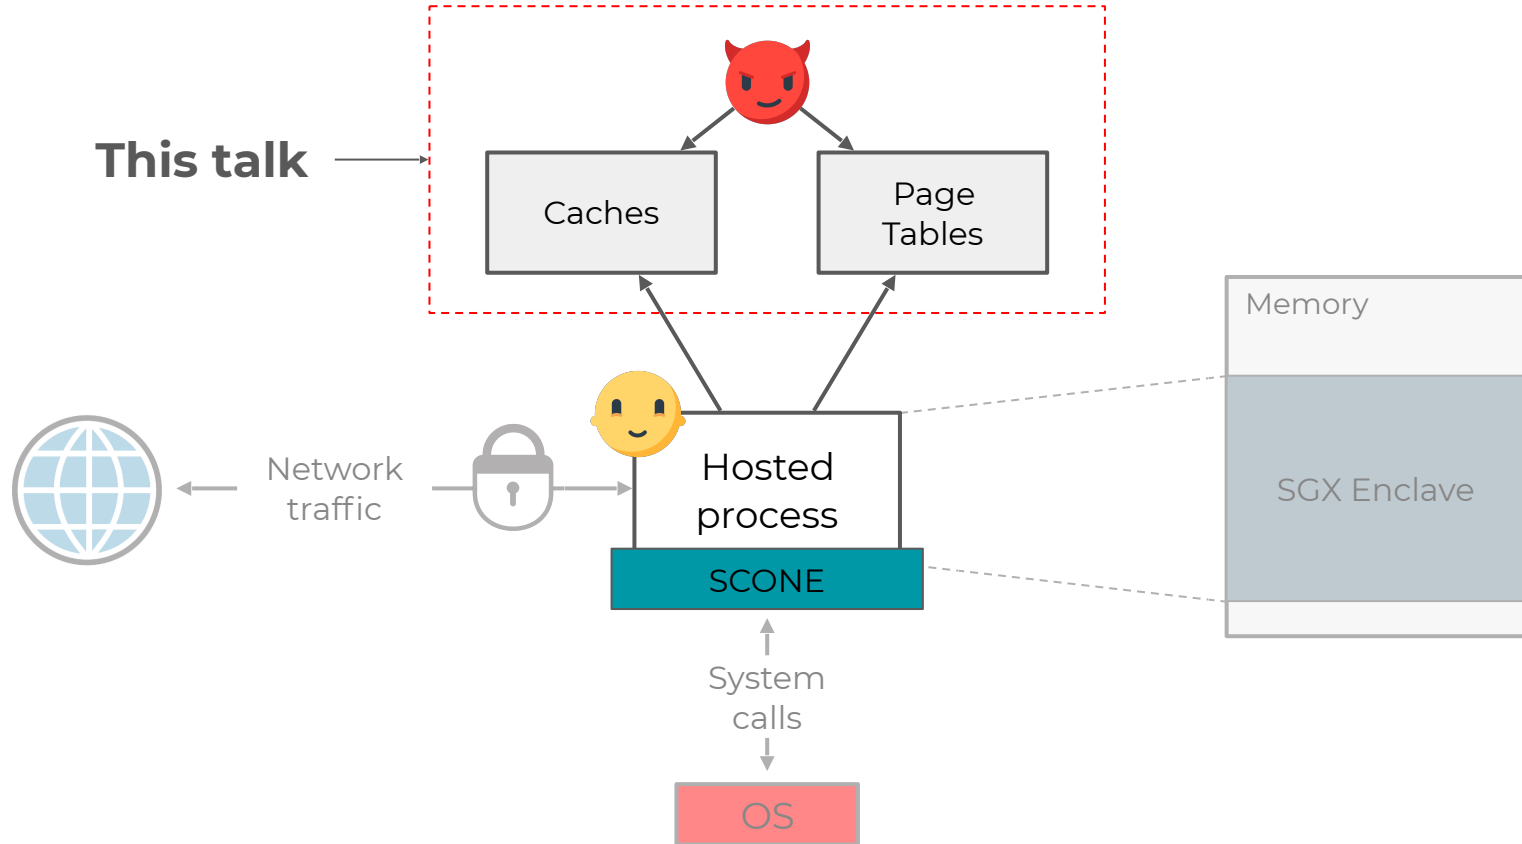 This talk
Caches
Page
Tables
Memory
Network
traffic
Hosted
process
SGX Enclave
SCONE
System
calls
OS